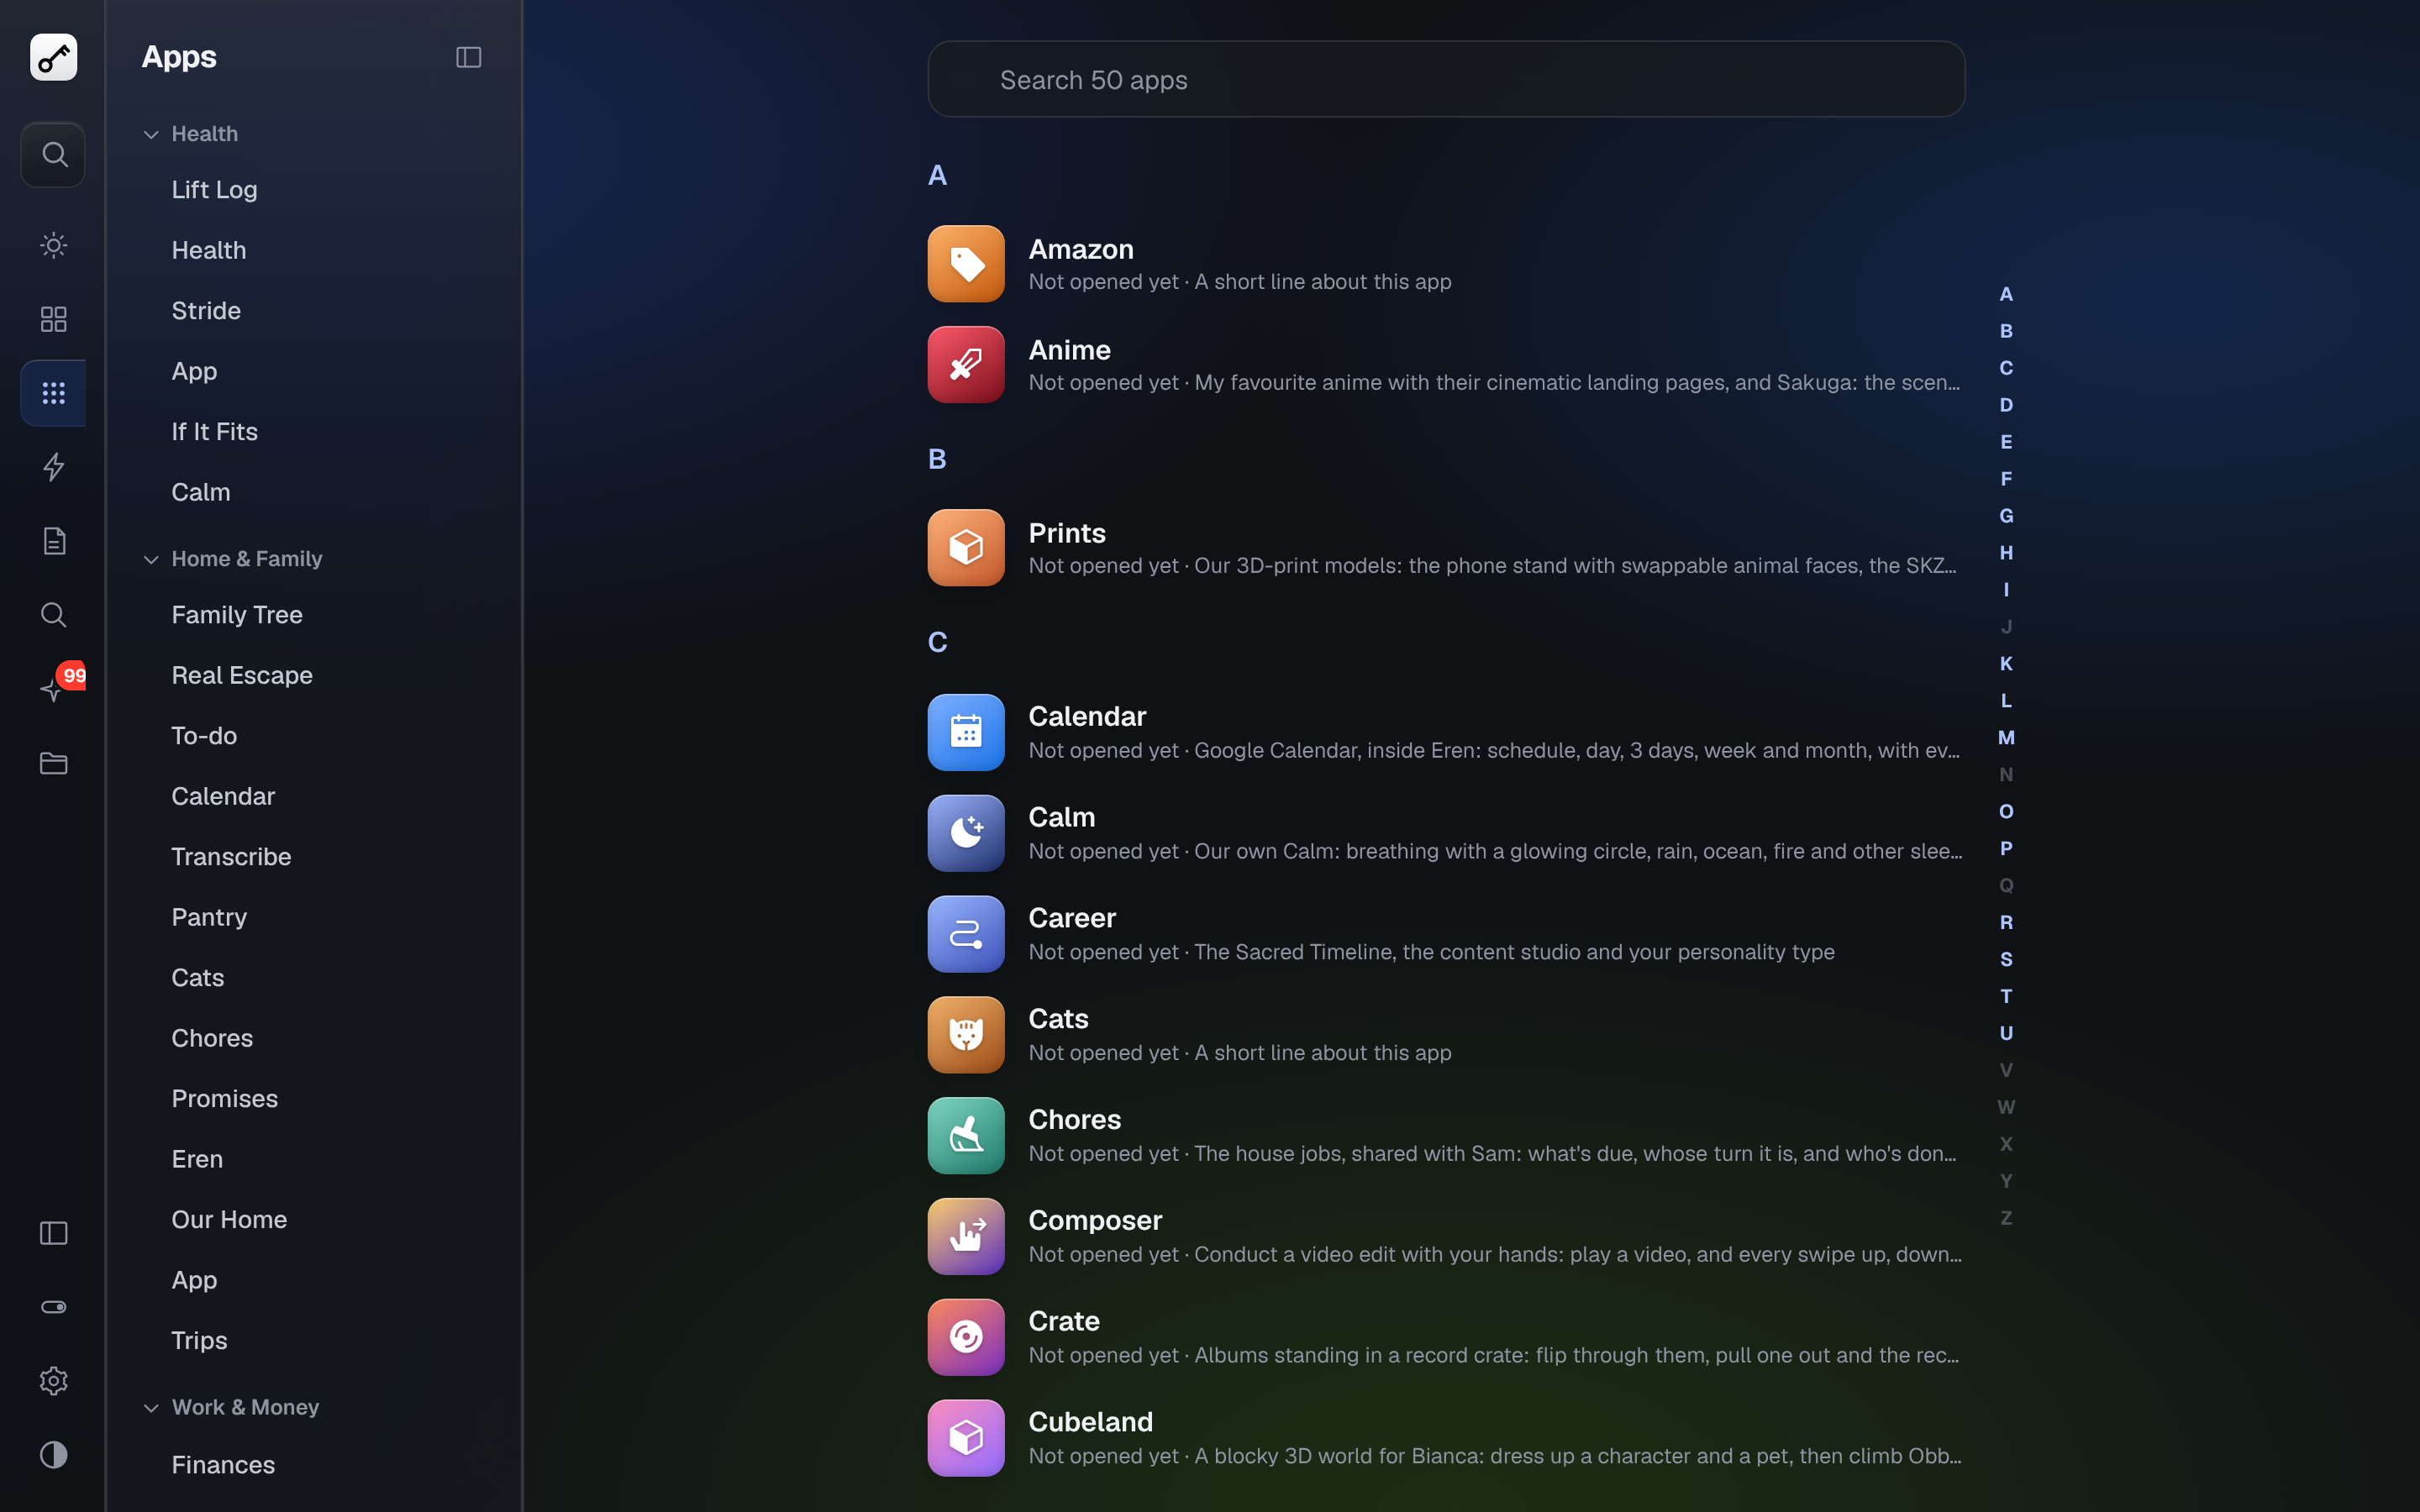 Apps
Health
Lift Log
Health
Stride
App
If It Fits
Calm
Home & Family
Family Tree
Real Escape
To-do
Calendar
Transcribe
Pantry
Cats
Chores
Promises
Eren
Our Home
App
Trips
Work & Money
Finances
99
Search 50 apps
A
Amazon
Not opened yet · A short line about this app
Anime
Not opened yet · My favourite anime with their cinematic landing pages, and Sakuga: the scen…
B
Prints
Not opened yet · Our 3D-print models: the phone stand with swappable animal faces, the SKZ…
C
Calendar
Not opened yet · Google Calendar, inside Eren: schedule, day, 3 days, week and month, with ev…
Calm
Not opened yet · Our own Calm: breathing with a glowing circle, rain, ocean, fire and other slee…
Career
Not opened yet · The Sacred Timeline, the content studio and your personality type
Cats
Not opened yet · A short line about this app
Chores
Not opened yet · The house jobs, shared with Sam: what's due, whose turn it is, and who's don…
Composer
Not opened yet · Conduct a video edit with your hands: play a video, and every swipe up, down…
Crate
Not opened yet · Albums standing in a record crate: flip through them, pull one out and the rec…
Cubeland
Not opened yet · A blocky 3D world for Bianca: dress up a character and a pet, then climb Obb…
A
B
C
D
E
F
G
H
I
J
K
L
M
N
O
P
Q
R
S
T
U
V
W
X
Y
Z